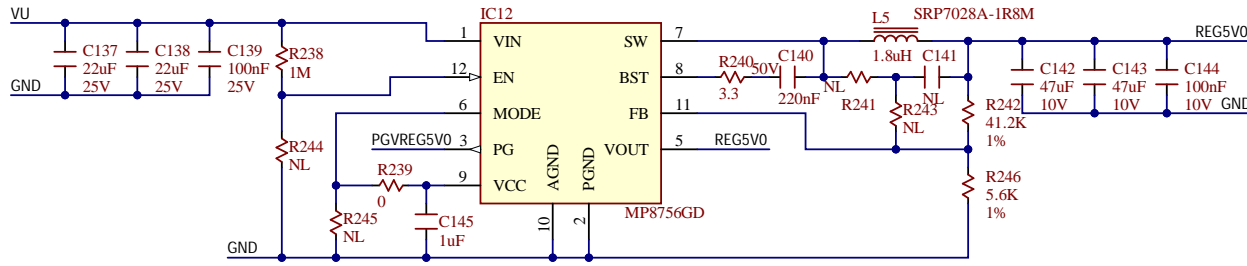 VU
C137
22uF
25V
C138
22uF
25V
C139
100nF
25V
R238
1M
GND
R244
NL
IC12
1
VIN
12
EN
6
MODE
PGVREG5V0
3
PG
9
VCC
R239
0
R245
NL
C145
1uF
GND
AGND
10
PGND
2
SW
7
BST
8
FB
11
VOUT
5
REG5V0
MP8756GD
R240
3.3
50V
C140
220nF
L5
SRP7028A-1R8M
1.8uH
NL
R241
C141
NL
R243
NL
R242
41.2K
1%
R246
5.6K
1%
REG5V0
C142
47uF
10V
C143
47uF
10V
C144
100nF
10V
GND